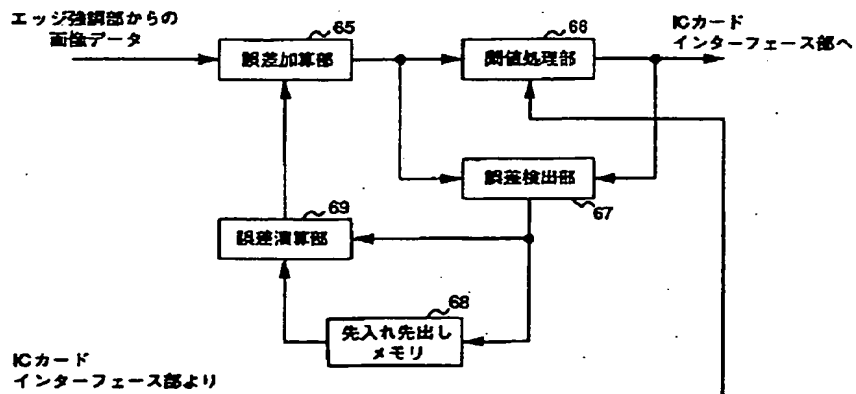 エッジ強調部からの
画像データ
65
誤差加算部
66
閾値処理部
ICカード
インターフェース部へ
誤差検出部
67
69
誤差演算部
68
先入れ先出し
メモリ
ICカード
インターフェース部より